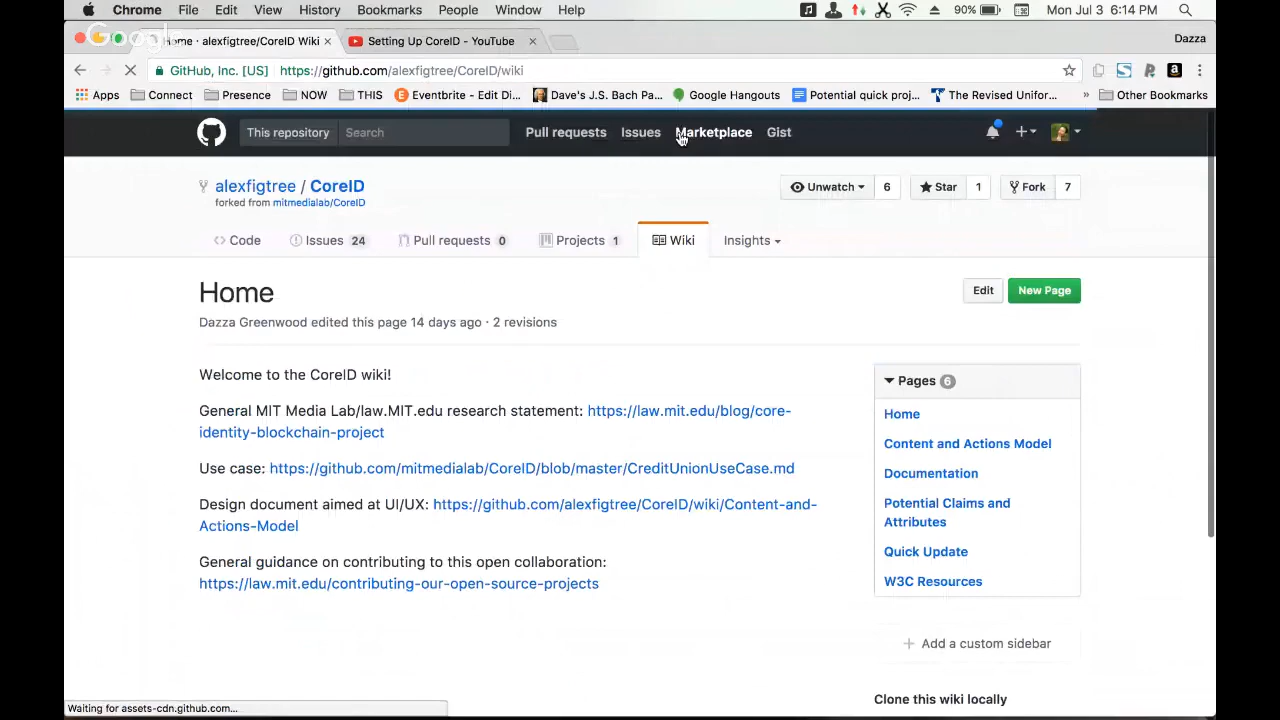 Chrome File Edit View History Bookmarks People Window Help 90% Mon Jul 3 6:14 PM
Google
Home · alexfigtree/CoreID Wiki × Setting Up CoreID - YouTube × Dazza
GitHub, Inc. [US] https://github.com/alexfigtree/CoreID/wiki
Apps Connect Presence NOW THIS Eventbrite - Edit Di... Dave's J.S. Bach Pa... Google Hangouts Potential quick proj... The Revised Unifor... » Other Bookmarks
This repository Search Pull requests Issues Marketplace Gist
alexfigtree / CoreID Unwatch 6 Star 1 Fork 7
forked from mitmedialab/CoreID
Code Issues 24 Pull requests 0 Projects 1 Wiki Insights
Home Edit New Page
Dazza Greenwood edited this page 14 days ago · 2 revisions
Welcome to the CoreID wiki!
General MIT Media Lab/law.MIT.edu research statement: https://law.mit.edu/blog/core-
identity-blockchain-project
Use case: https://github.com/mitmedialab/CoreID/blob/master/CreditUnionUseCase.md
Design document aimed at UI/UX: https://github.com/alexfigtree/CoreID/wiki/Content-and-
Actions-Model
General guidance on contributing to this open collaboration:
https://law.mit.edu/contributing-our-open-source-projects
Pages 6
Home
Content and Actions Model
Documentation
Potential Claims and
Attributes
Quick Update
W3C Resources
+ Add a custom sidebar
Clone this wiki locally
Waiting for assets-cdn.github.com...